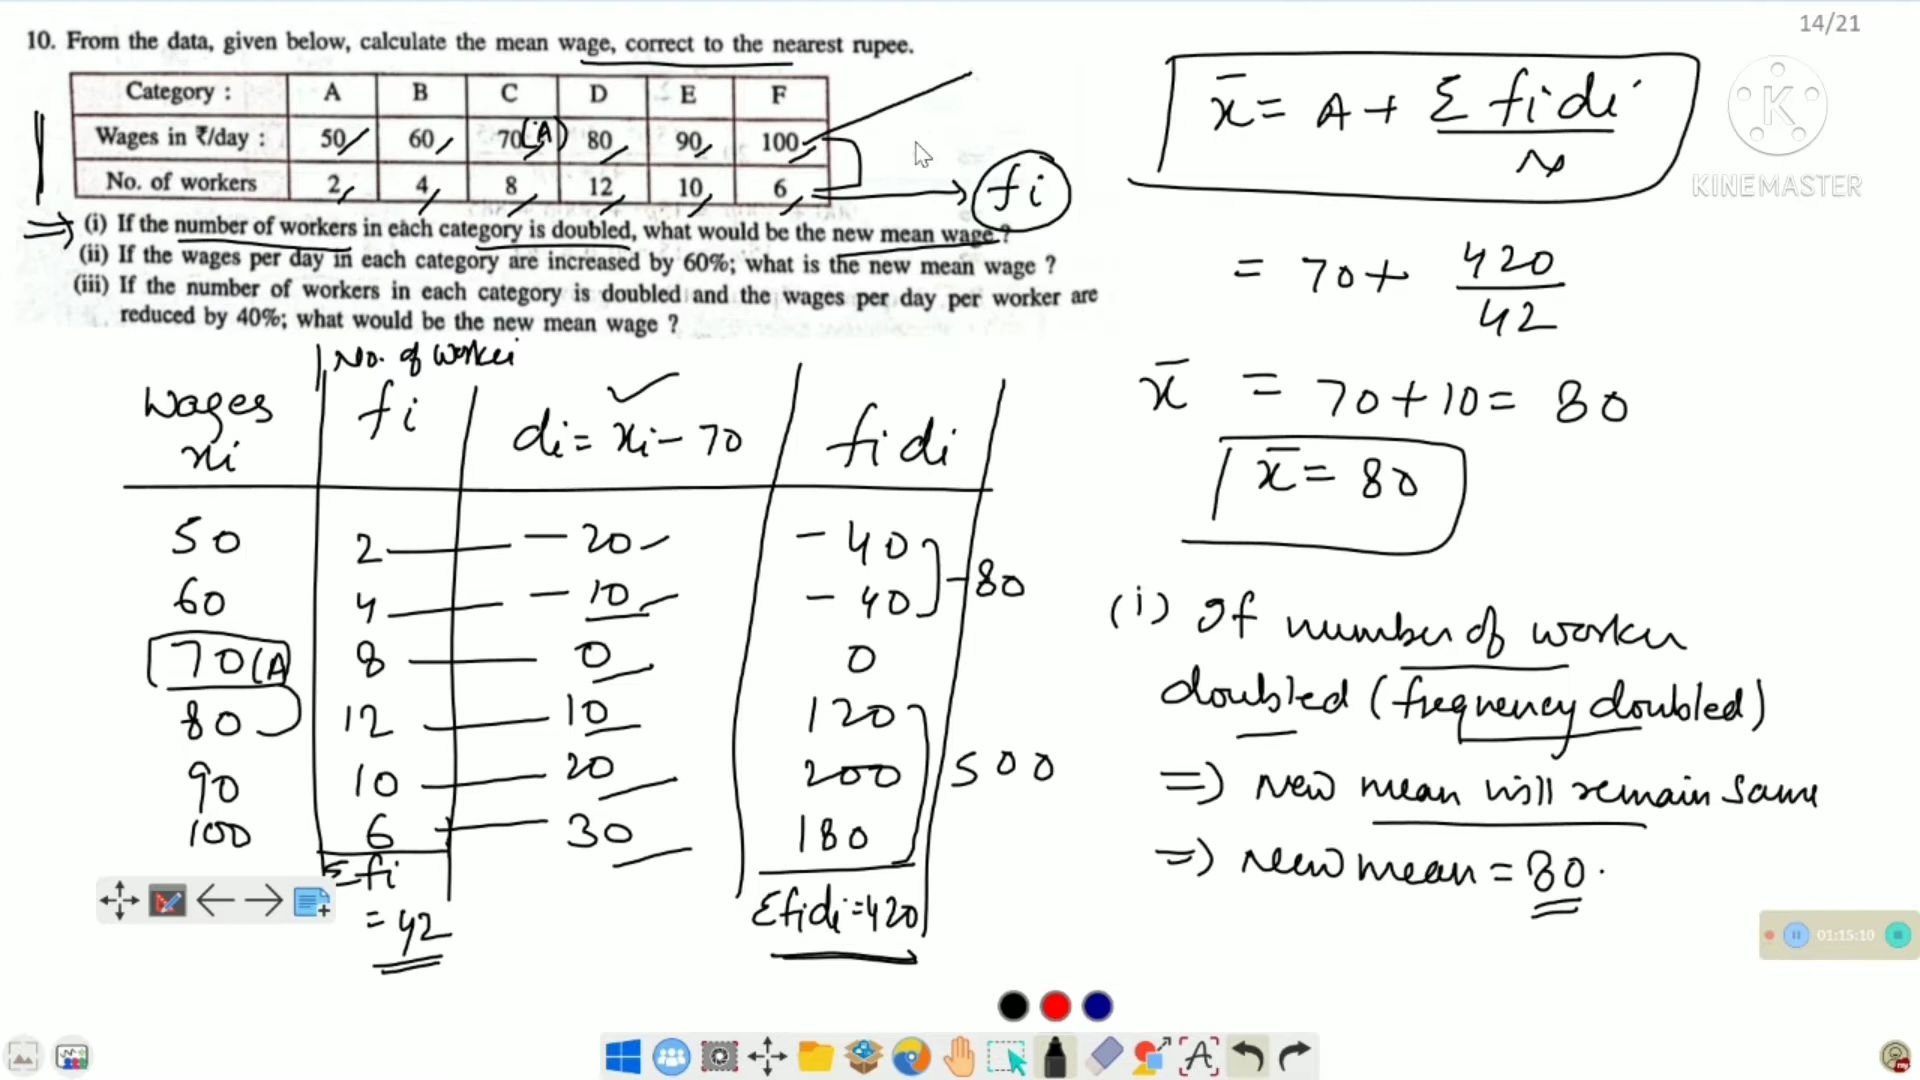 14/21
10. From the data, given below, calculate the mean wage, correct to the nearest rupee.
Category : A B C D E F
Wages in ₹/day : 50 60 70 (A) 80 90 100
No. of workers 2 4 8 12 10 6
fi
(i) If the number of workers in each category is doubled, what would be the new mean wage ?
(ii) If the wages per day in each category are increased by 60%; what is the new mean wage ?
(iii) If the number of workers in each category is doubled and the wages per day per worker are
reduced by 40%; what would be the new mean wage ?
No. of worker
Wages xi fi di = xi - 70 fidi
50 2 - 20 - 40
60 4 - 10 - 40
- 80
70 (A 8 0 0
80 12 10 120
90 10 20 200
500
100 6 30 180
Σfi = 42
Σfidi = 420
x̄ = A + Σ fidi / N
KINEMASTER
= 70 + 420 / 42
x̄ = 70 + 10 = 80
x̄ = 80
(i) If number of worker
doubled (frequency doubled)
=) New mean will remain same
=) New mean = 80.
01:15:10